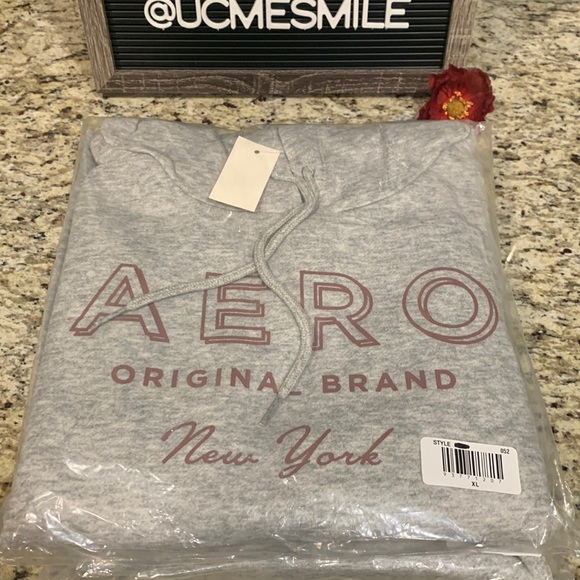 @UCMESMILE
AERO
ORIGINAL BRAND
New York
STYLE 052
XL